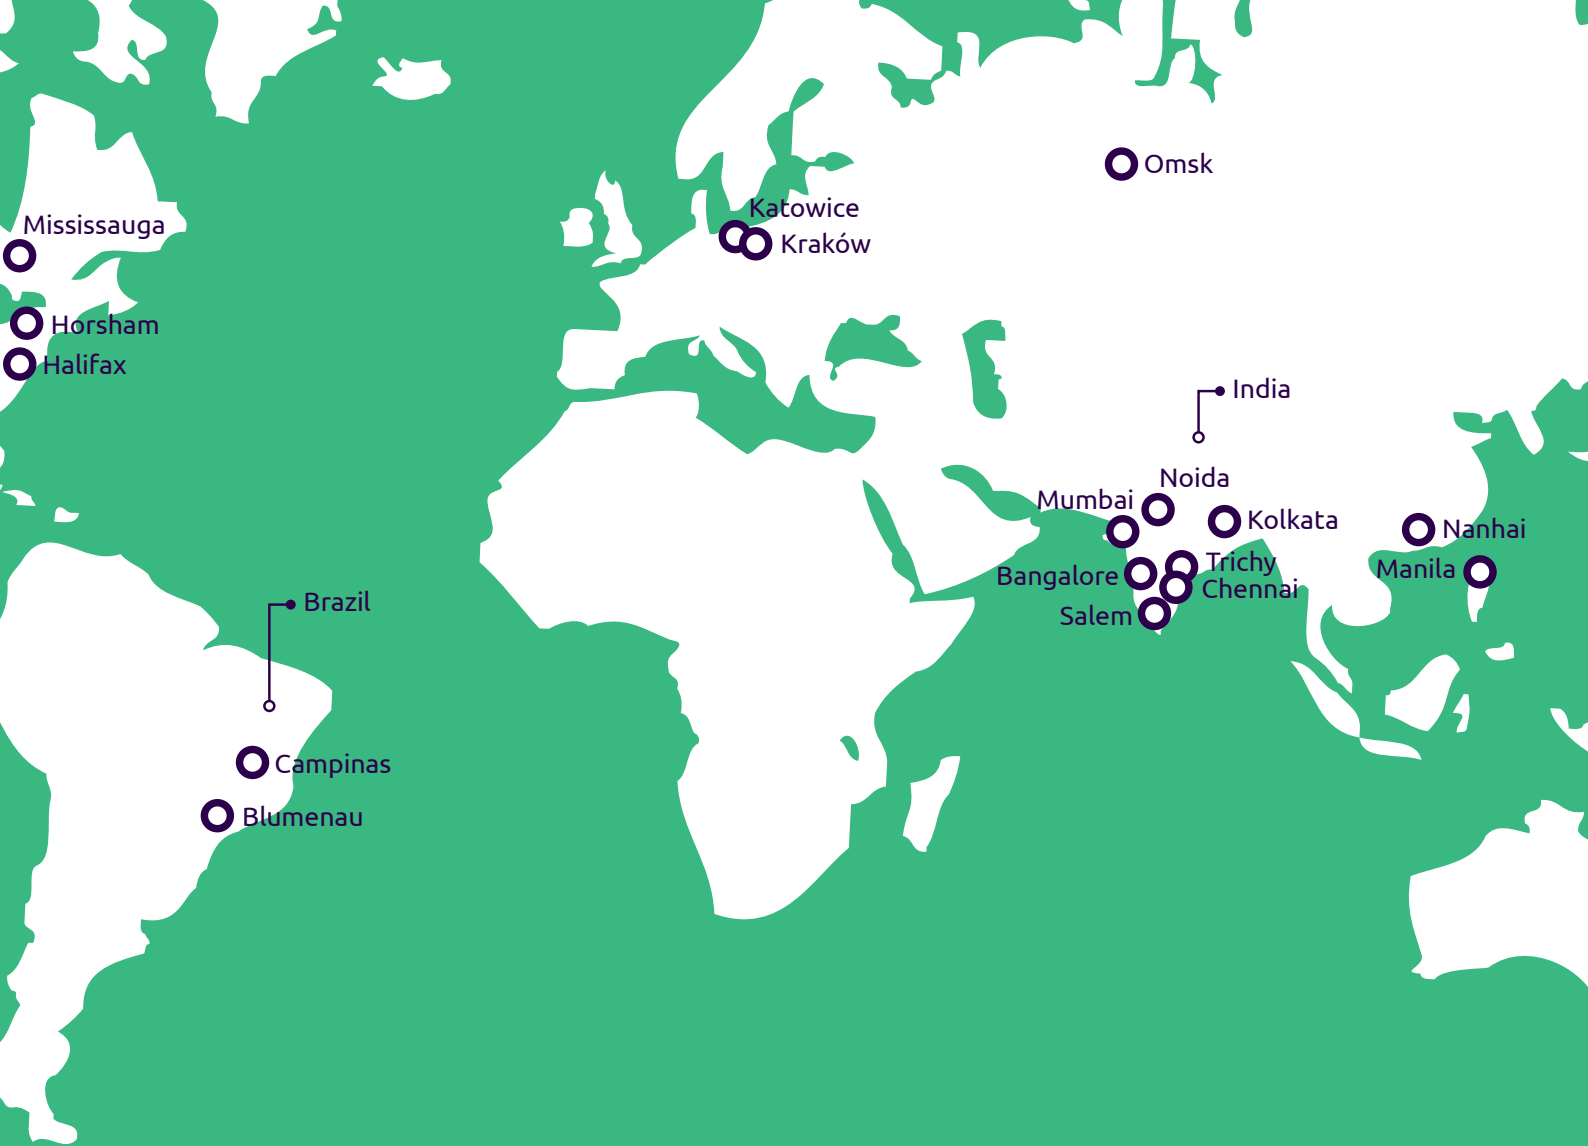 Omsk
Katowice
Mississauga
Kraków
Horsham
Halifax
India
Noida
Mumbai
Kolkata
Nanhai
Trichy
Manila
Bangalore
Chennai
Brazil
Salem
Campinas
Blumenau